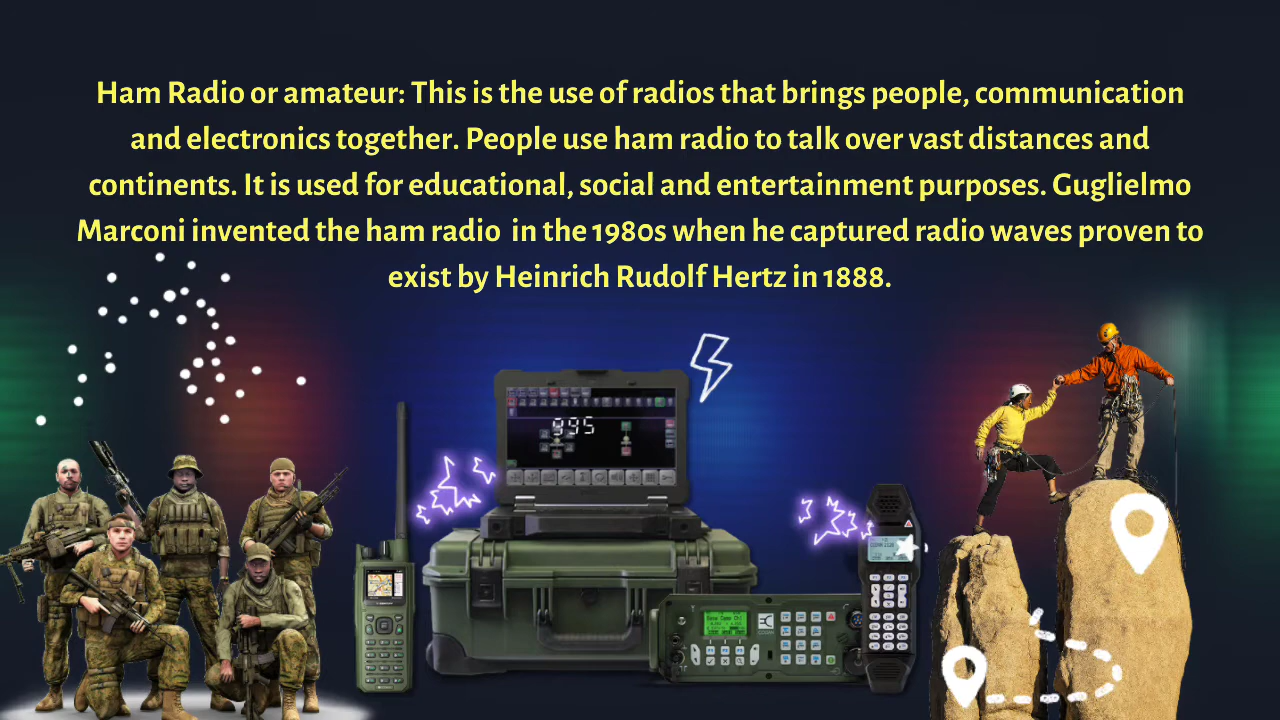 Ham Radio or amateur: This is the use of radios that brings people, communication
and electronics together. People use ham radio to talk over vast distances and
continents. It is used for educational, social and entertainment purposes. Guglielmo
Marconi invented the ham radio  in the 1980s when he captured radio waves proven to
exist by Heinrich Rudolf Hertz in 1888.
995